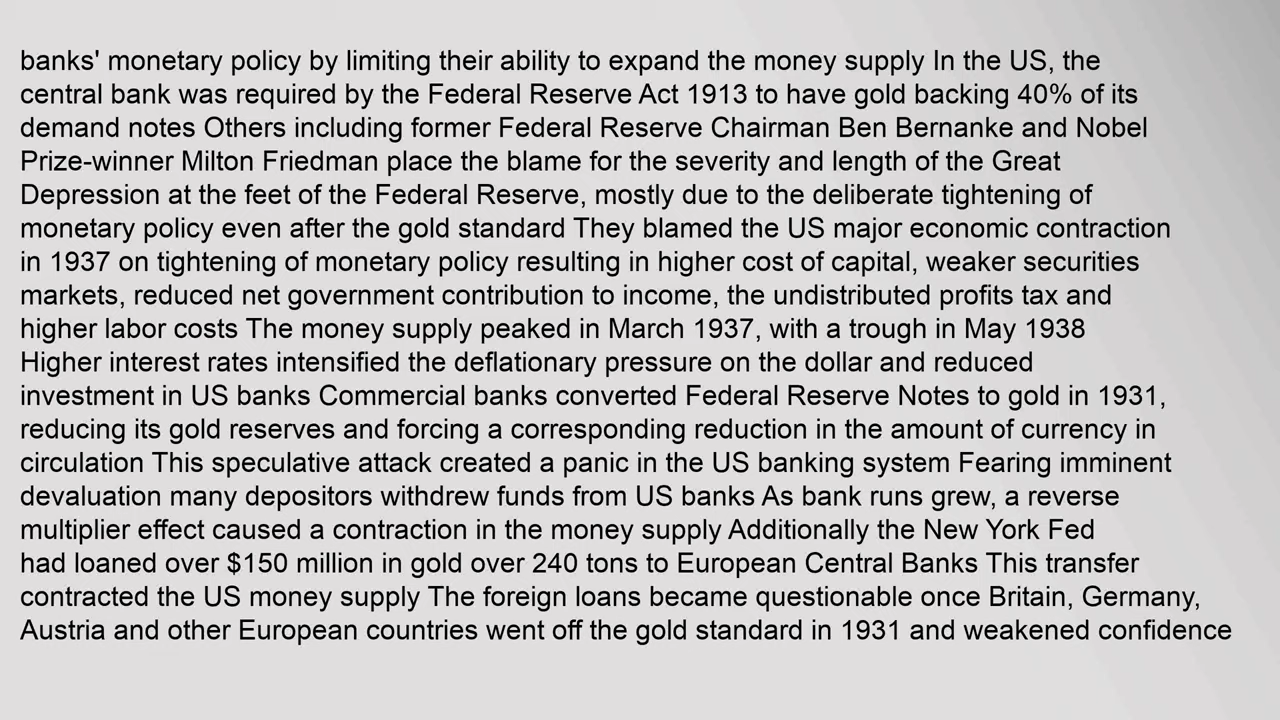 banks' monetary policy by limiting their ability to expand the money supply In the US, the
central bank was required by the Federal Reserve Act 1913 to have gold backing 40% of its
demand notes Others including former Federal Reserve Chairman Ben Bernanke and Nobel
Prize-winner Milton Friedman place the blame for the severity and length of the Great
Depression at the feet of the Federal Reserve, mostly due to the deliberate tightening of
monetary policy even after the gold standard They blamed the US major economic contraction
in 1937 on tightening of monetary policy resulting in higher cost of capital, weaker securities
markets, reduced net government contribution to income, the undistributed profits tax and
higher labor costs The money supply peaked in March 1937, with a trough in May 1938
Higher interest rates intensified the deflationary pressure on the dollar and reduced
investment in US banks Commercial banks converted Federal Reserve Notes to gold in 1931,
reducing its gold reserves and forcing a corresponding reduction in the amount of currency in
circulation This speculative attack created a panic in the US banking system Fearing imminent
devaluation many depositors withdrew funds from US banks As bank runs grew, a reverse
multiplier effect caused a contraction in the money supply Additionally the New York Fed
had loaned over $150 million in gold over 240 tons to European Central Banks This transfer
contracted the US money supply The foreign loans became questionable once Britain, Germany,
Austria and other European countries went off the gold standard in 1931 and weakened confidence